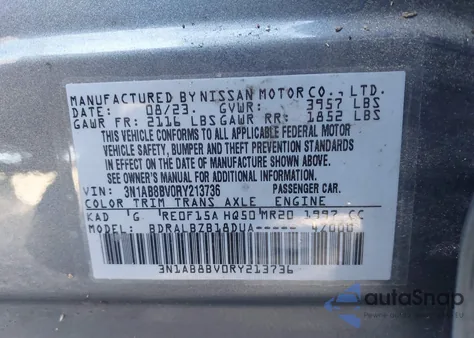 MANUFACTURED BY NISSAN MOTOR CO., LTD.
DATE: 08/23 GVWR: 3957 LBS
GAWR FR: 2116 LBS GAWR RR: 1852 LBS
THIS VEHICLE CONFORMS TO ALL APPLICABLE FEDERAL MOTOR
VEHICLE SAFETY, BUMPER AND THEFT PREVENTION STANDARDS
IN EFFECT ON THE DATE OF MANUFACTURE SHOWN ABOVE.
SEE OWNER'S MANUAL FOR ADDITIONAL INFORMATION
VIN: 3N1AB8BV0RY213736 PASSENGER CAR.
COLOR TRIM TRANS AXLE ENGINE
KAD G RE0F15A HQ50 MR20 1997 CC
MODEL: BDRALBZB18DUA-----
3N1AB8BV0RY213736
autoSnap